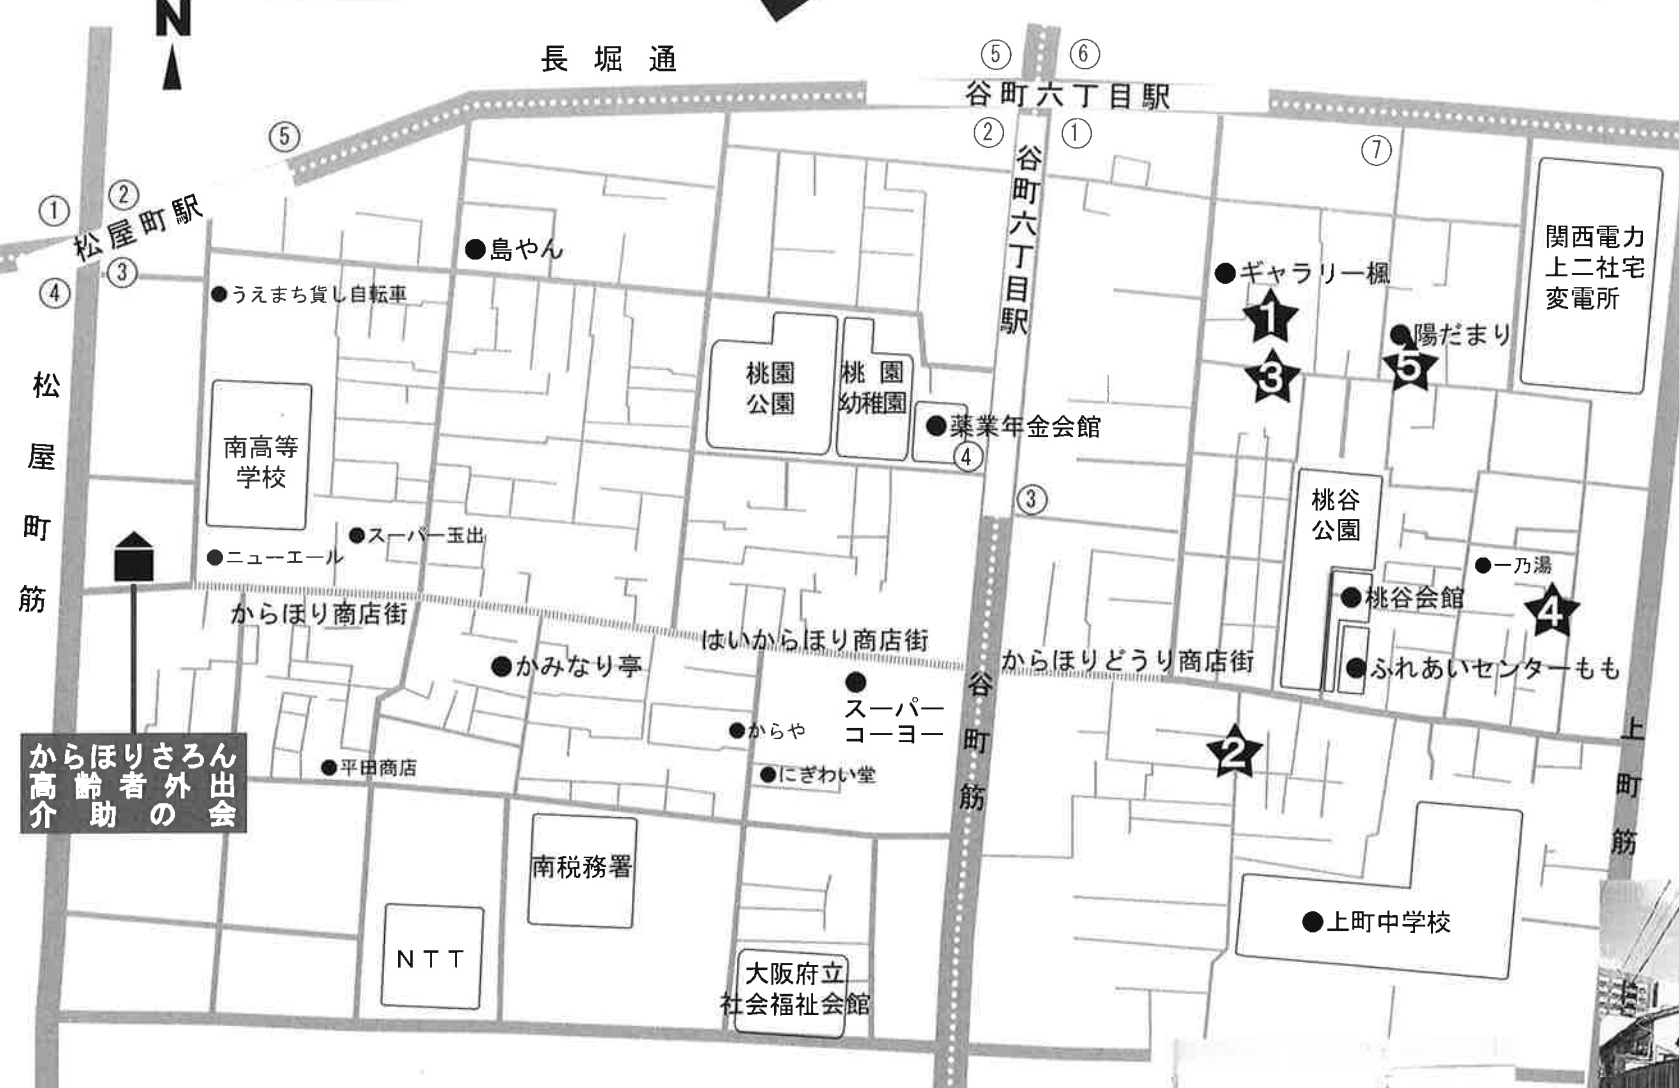 N
長堀通
⑤
⑥
谷町六丁目駅
②
①
⑦
⑤
①
②
松屋町駅
③
④
谷町六丁目駅
関西電力
上二社宅
変電所
島やん
ギャラリー楓
うえまち貨し自転車
1
陽だまり
3
5
松屋町筋
桃園
公園
桃園
幼稚園
薬業年金会館
④
南高等
学校
③
桃谷
公園
スーパー玉出
ニューエール
一乃湯
桃谷会館
4
からほり商店街
はいからほり商店街
からほりどうり商店街
かみなり亭
ふれあいセンターもも
スーパー
コーヨー
谷町筋
からや
2
上町筋
からほりさろん
高齢者外出
介助の会
平田商店
にぎわい堂
南税務署
上町中学校
NTT
大阪府立
社会福祉会館